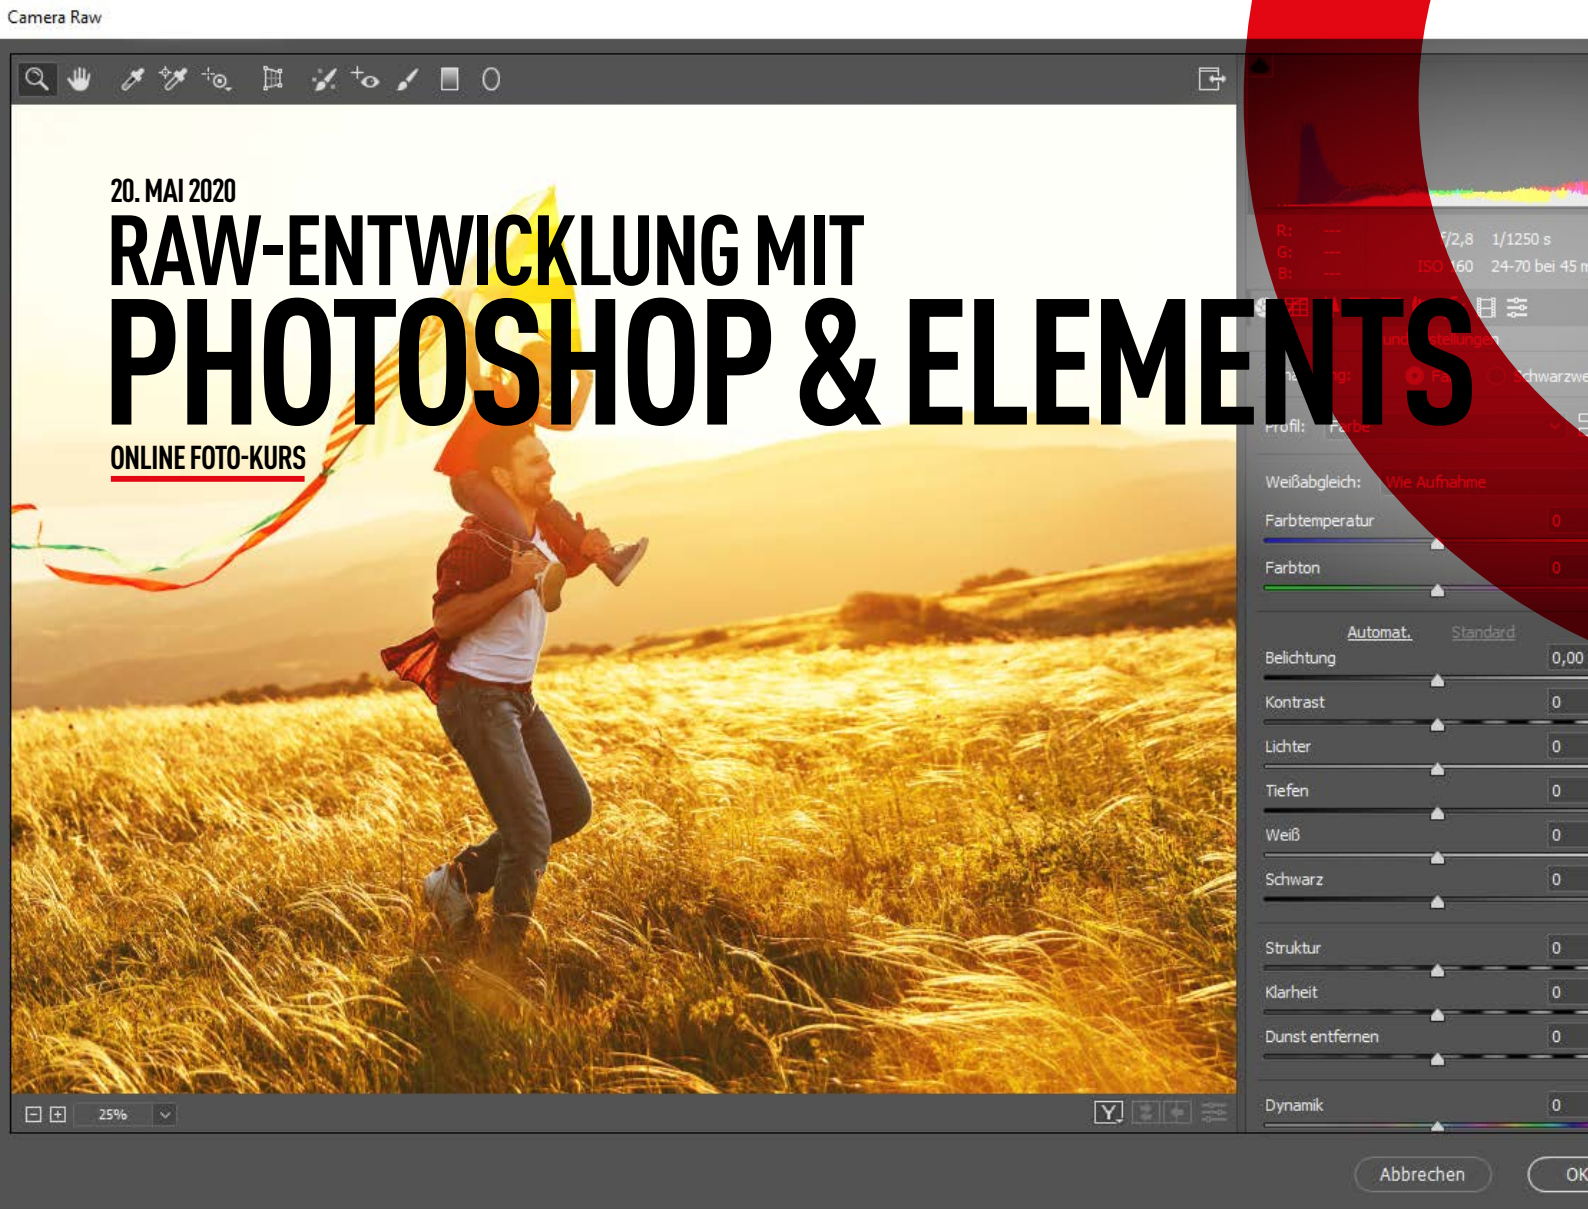 Camera Raw
20. MAI 2020
RAW-ENTWICKLUNG MIT
PHOTOSHOP & ELEMENTS
ONLINE FOTO-KURS
R: ---
G: ---
B: ---
f/2,8 1/1250 s
ISO 160 24-70 bei 45
Profil: Farbe
Weißabgleich: Wie Aufnahme
Farbtemperatur 0
Farbton 0
Automat. Standard
Belichtung 0,00
Kontrast 0
Lichter 0
Tiefen 0
Weiß 0
Schwarz 0
Struktur 0
Klarheit 0
Dunst entfernen 0
Dynamik 0
25%
Y
Abbrechen OK